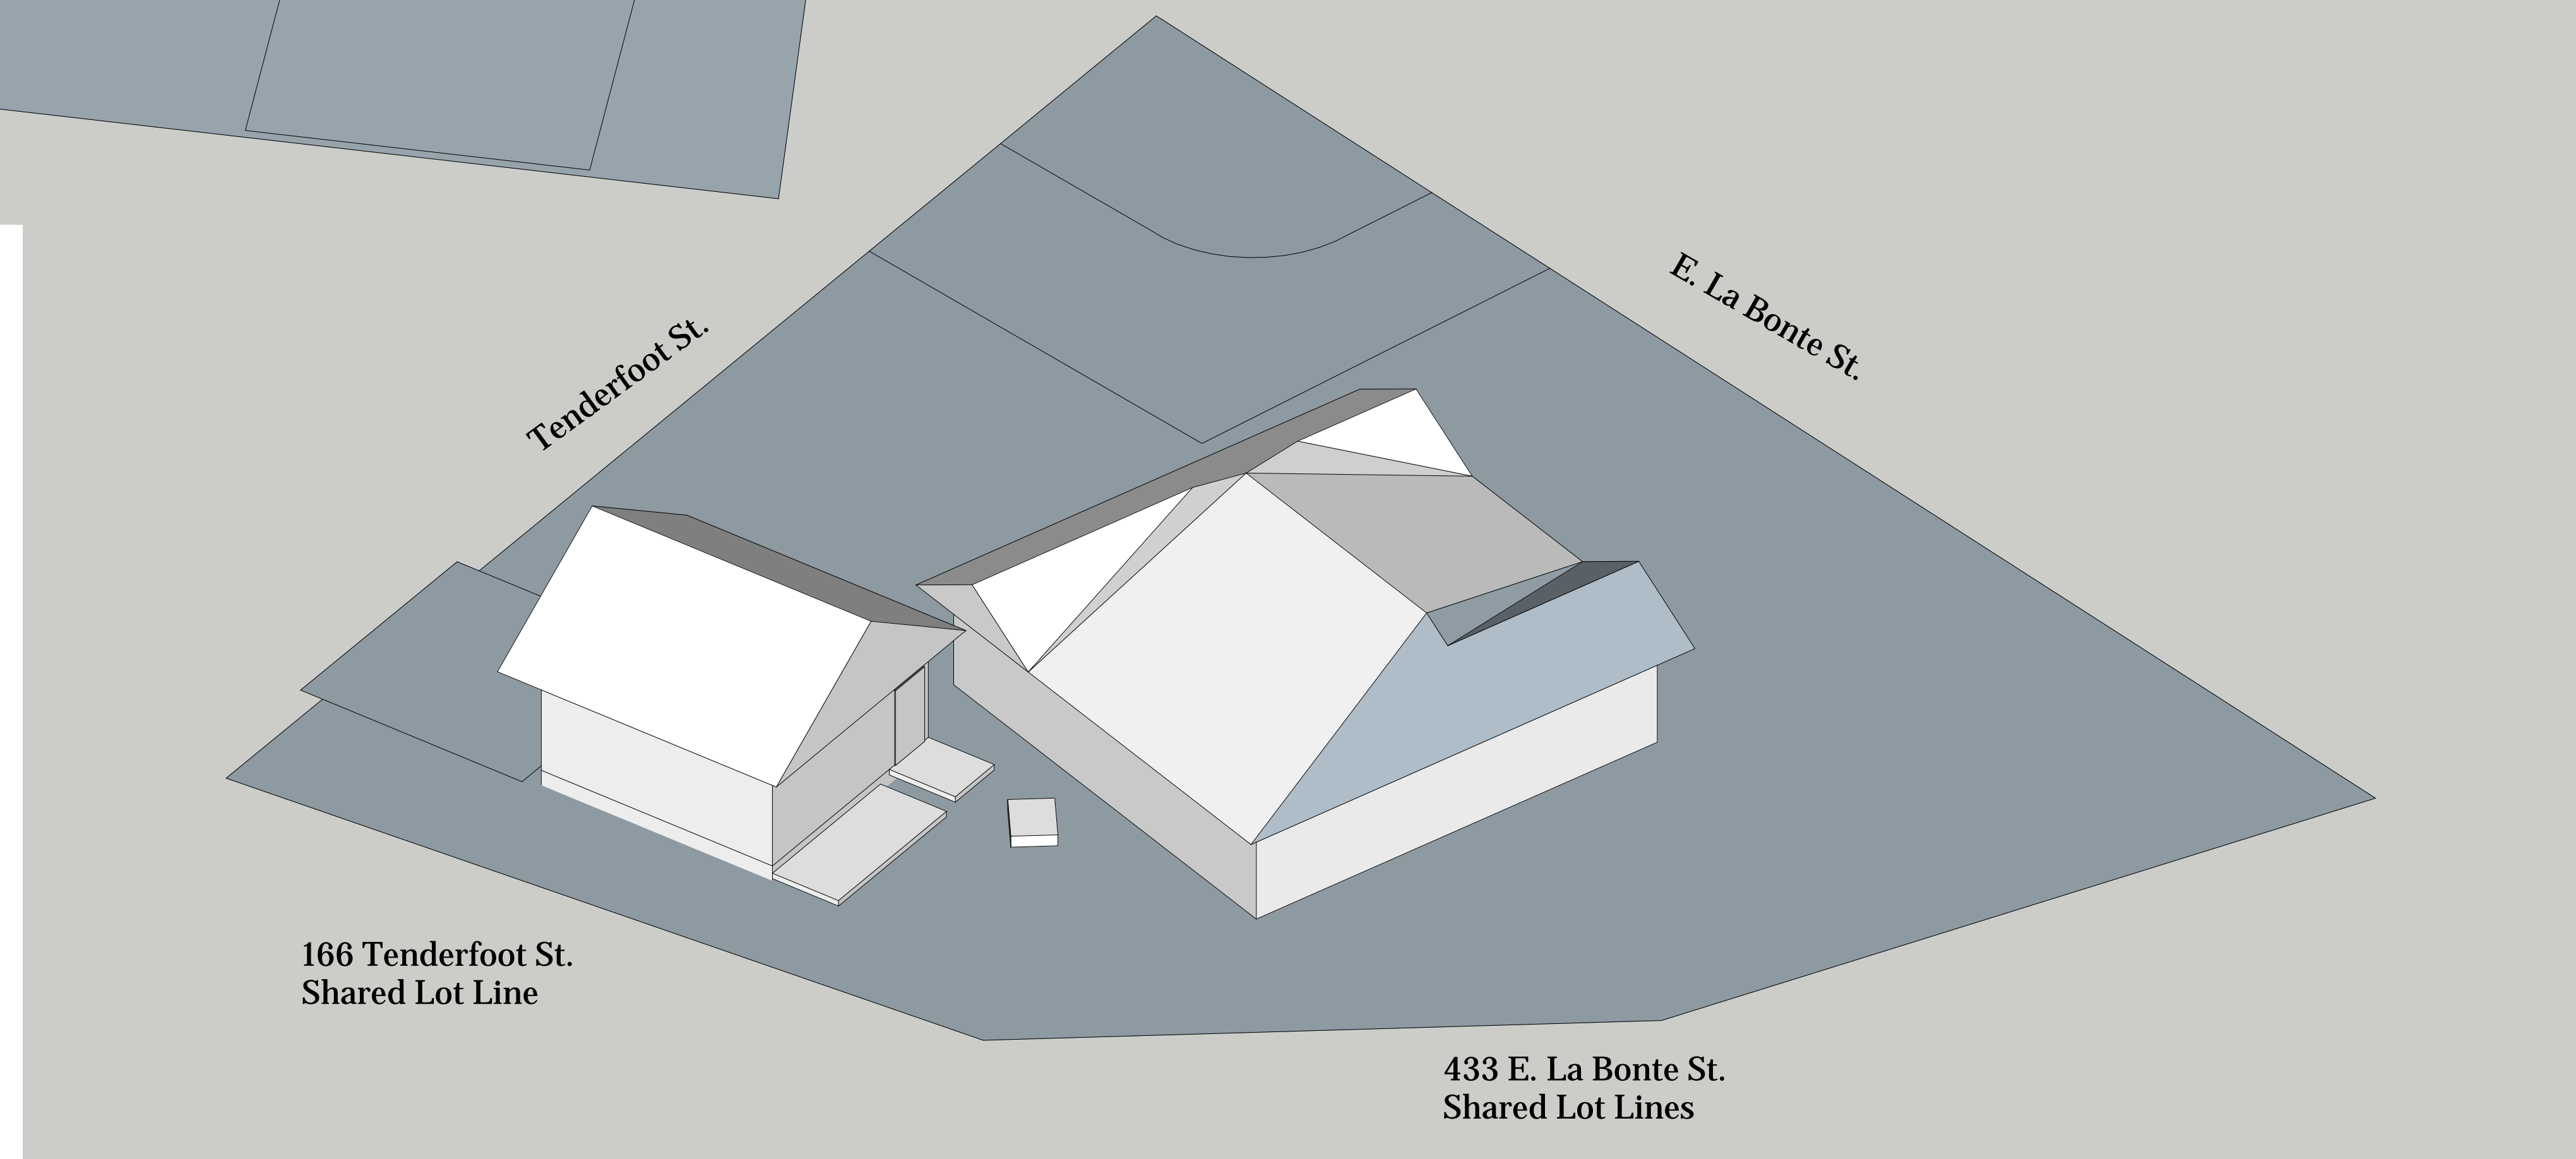 E. La Bonte St.
Tenderfoot St.
166 Tenderfoot St.
Shared Lot Line
433 E. La Bonte St.
Shared Lot Lines